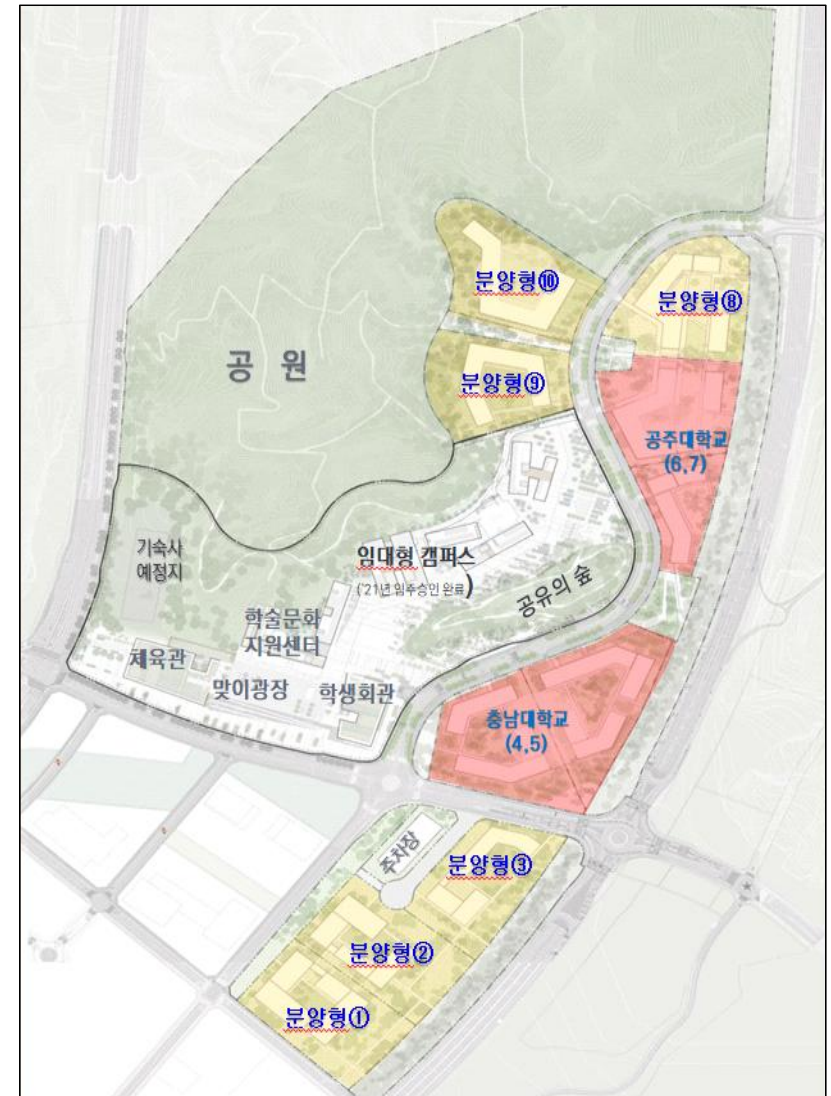 분양형⑩
분양형⑧
공 원
분양형⑨
공주대학교
(6,7)
기숙사
예정지
임대형 캠퍼스
('21년 입주승인 완료)
공유의 숲
학술문화
지원센터
체육관
맞이광장
학생회관
충남대학교
(4,5)
주차장
분양형③
분양형②
분양형①